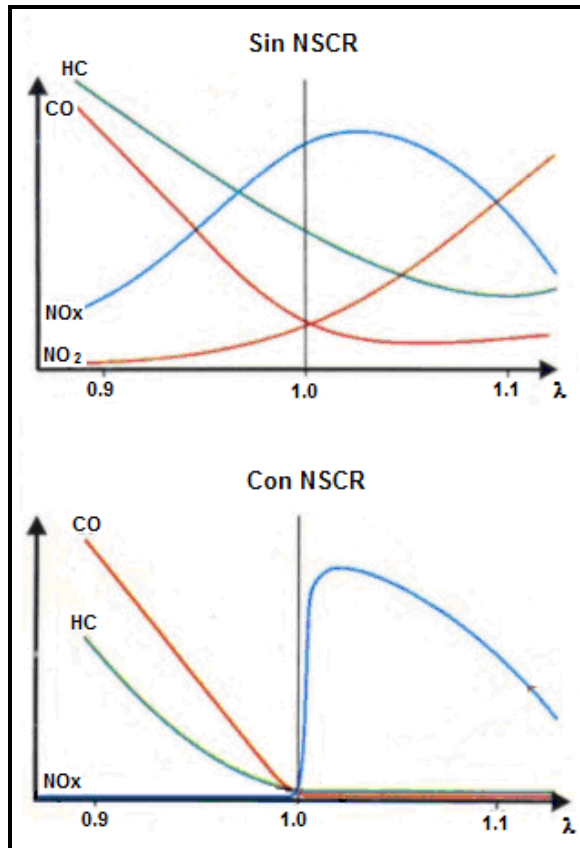 Sin NSCR
HC
CO
NOx
NO₂
0.9 1.0 1.1 λ
Con NSCR
CO
HC
NOx
0.9 1.0 1.1 λ